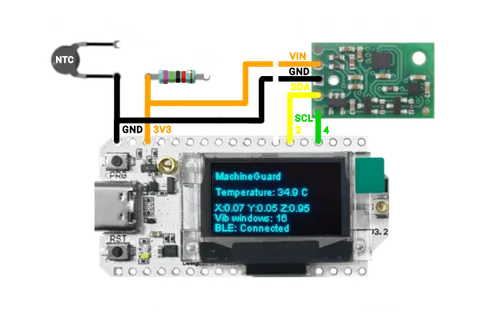 NTC
VIN
GND
SDA
SCL
GND 3V3 2 4
PRG
MachineGuard
Temperature: 34.9 C
X:0.07 Y:0.05 Z:0.95
Vib windows: 16
BLE: Connected
RST
V3.2